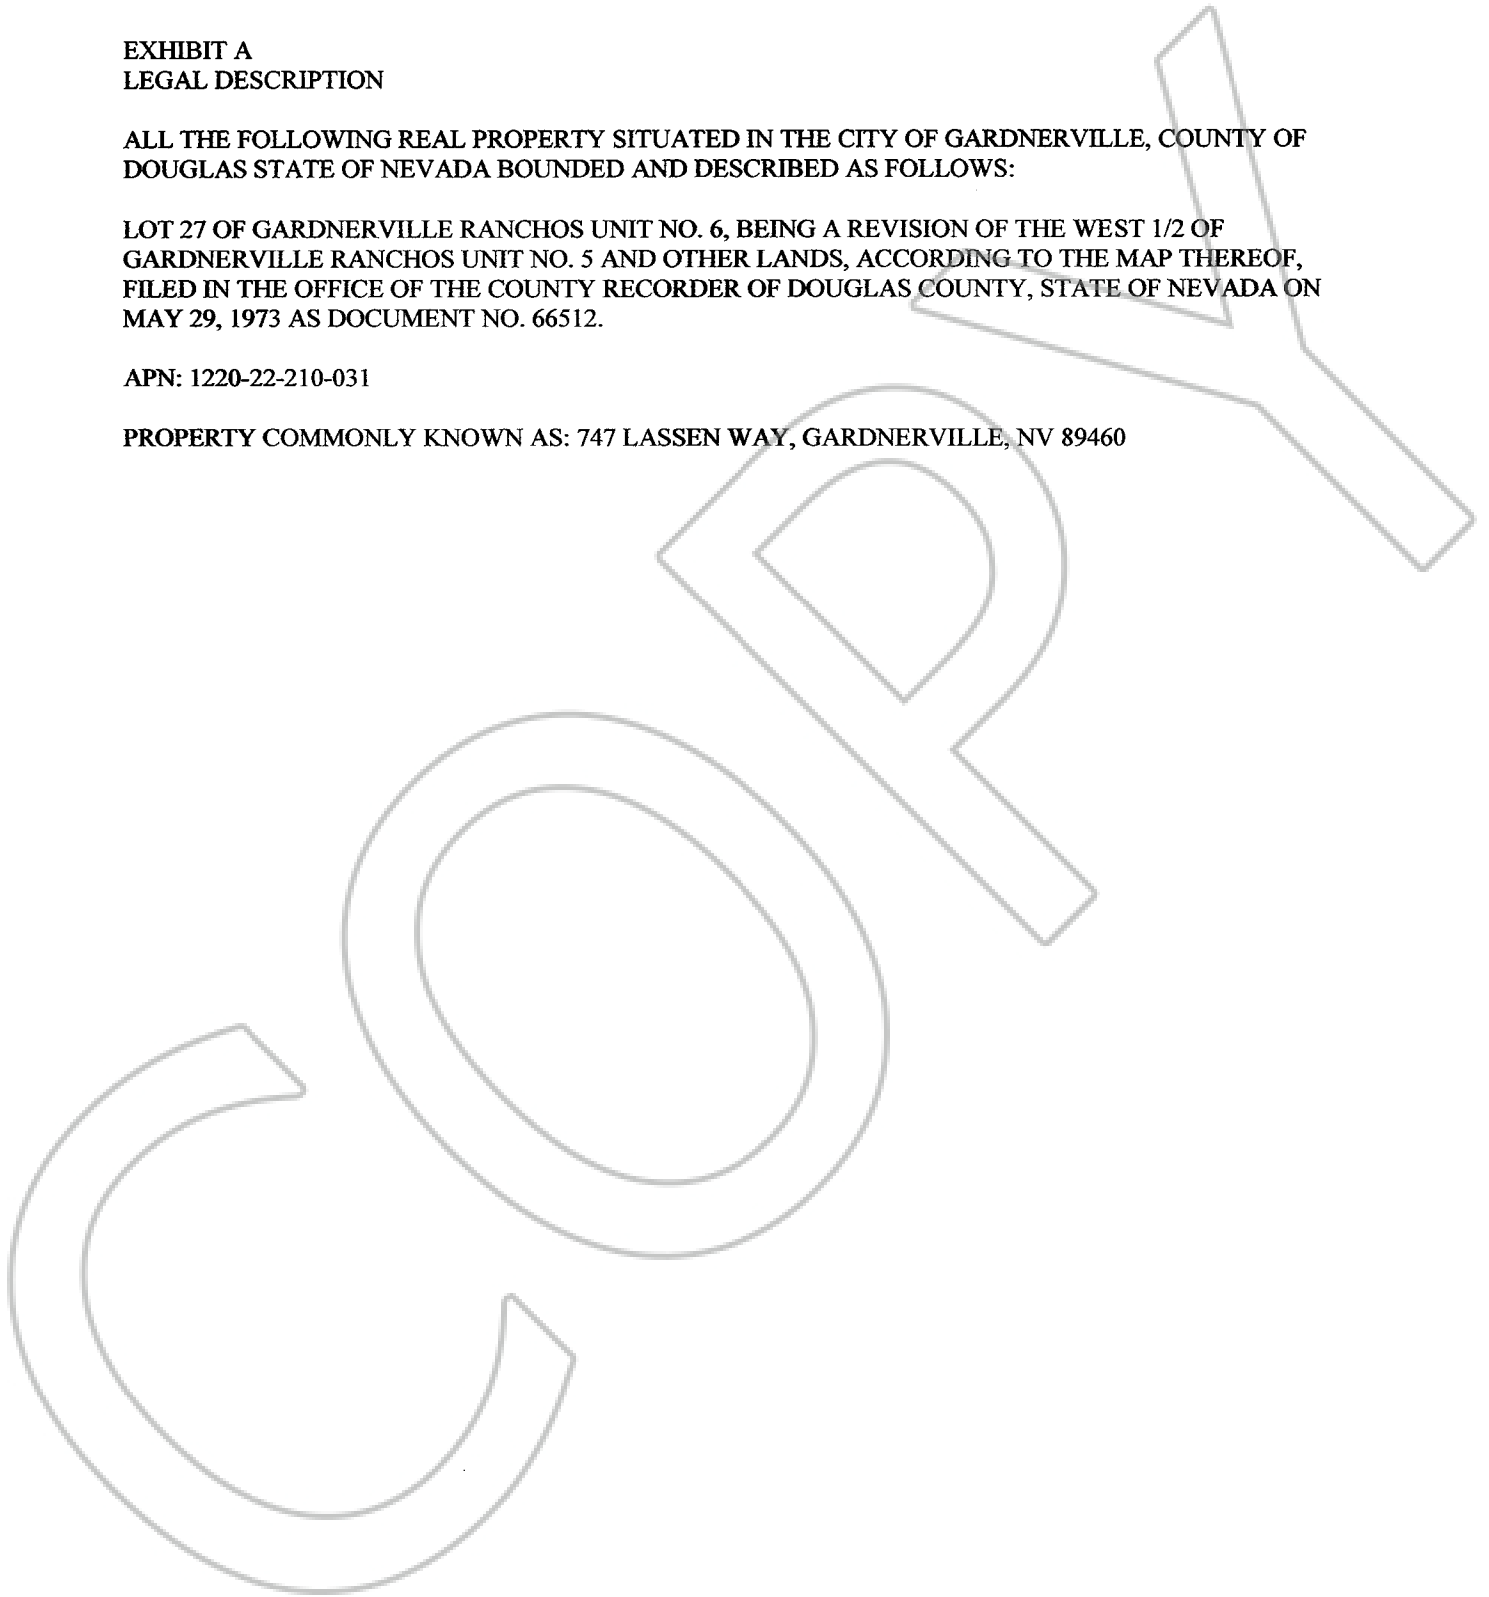 EXHIBIT A
LEGAL DESCRIPTION
ALL THE FOLLOWING REAL PROPERTY SITUATED IN THE CITY OF GARDNERVILLE, COUNTY OF
DOUGLAS STATE OF NEVADA BOUNDED AND DESCRIBED AS FOLLOWS:
LOT 27 OF GARDNERVILLE RANCHOS UNIT NO. 6, BEING A REVISION OF THE WEST 1/2 OF
GARDNERVILLE RANCHOS UNIT NO. 5 AND OTHER LANDS, ACCORDING TO THE MAP THEREOF,
FILED IN THE OFFICE OF THE COUNTY RECORDER OF DOUGLAS COUNTY, STATE OF NEVADA ON
MAY 29, 1973 AS DOCUMENT NO. 66512.
APN: 1220-22-210-031
PROPERTY COMMONLY KNOWN AS: 747 LASSEN WAY, GARDNERVILLE, NV 89460
COPY